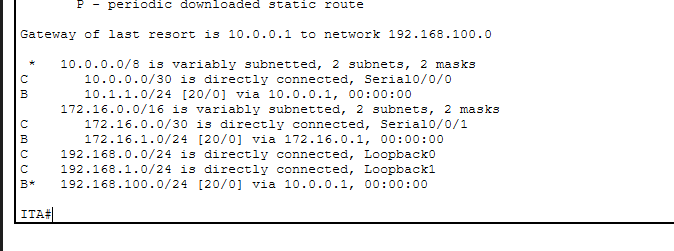 P - periodic downloaded static route
Gateway of last resort is 10.0.0.1 to network 192.168.100.0
* 10.0.0.0/8 is variably subnetted, 2 subnets, 2 masks
C 10.0.0.0/30 is directly connected, Serial0/0/0
B 10.1.1.0/24 [20/0] via 10.0.0.1, 00:00:00
172.16.0.0/16 is variably subnetted, 2 subnets, 2 masks
C 172.16.0.0/30 is directly connected, Serial0/0/1
B 172.16.1.0/24 [20/0] via 172.16.0.1, 00:00:00
C 192.168.0.0/24 is directly connected, Loopback0
C 192.168.1.0/24 is directly connected, Loopback1
B* 192.168.100.0/24 [20/0] via 10.0.0.1, 00:00:00
ITA#